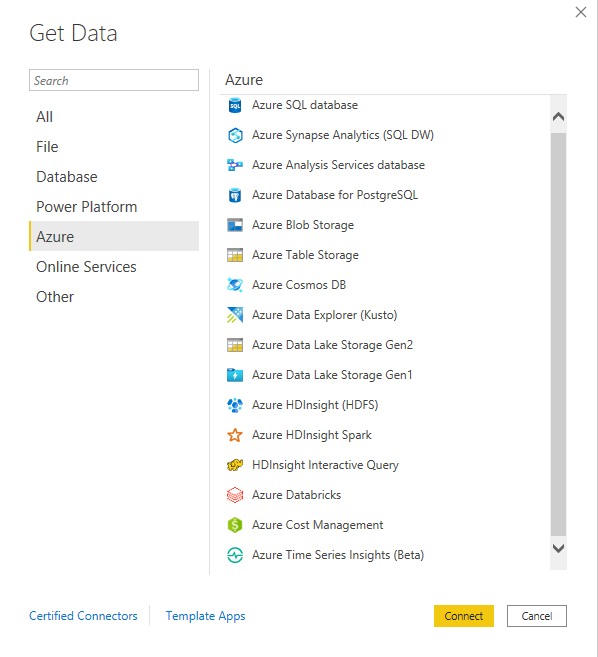 Get Data
Search
All
File
Database
Power Platform
Azure
Online Services
Other
Azure
SQL
Azure SQL database
Azure Synapse Analytics (SQL DW)
Azure Analysis Services database
Azure Database for PostgreSQL
Azure Blob Storage
Azure Table Storage
Azure Cosmos DB
Azure Data Explorer (Kusto)
Azure Data Lake Storage Gen2
Azure Data Lake Storage Gen1
Azure HDInsight (HDFS)
Azure HDInsight Spark
HDInsight Interactive Query
Azure Databricks
$
Azure Cost Management
Azure Time Series Insights (Beta)
Certified Connectors
Template Apps
Connect
Cancel